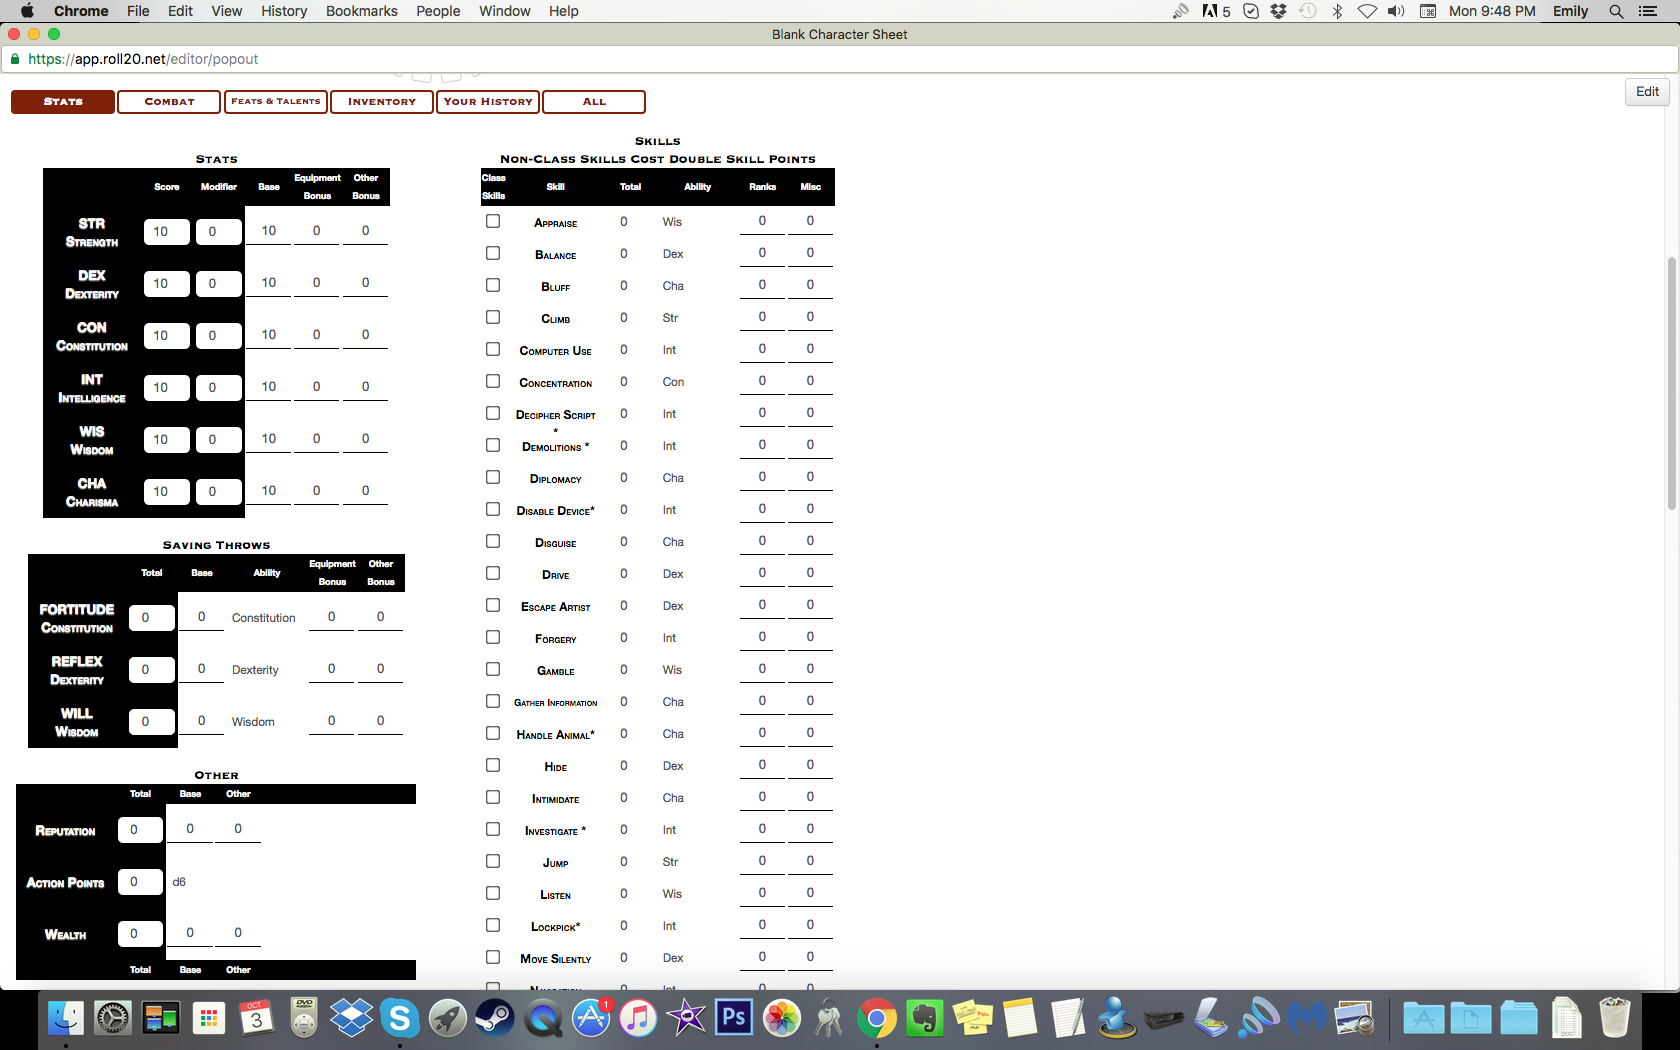 Chrome File Edit View History Bookmarks People Window Help 5 Mon 9:48 PM Emily
Blank Character Sheet
https://app.roll20.net/editor/popout
Stats Combat Feats & Talents Inventory Your History All Edit
Stats
Score Modifier Base Equipment Bonus Other Bonus
STR Strength 10 0 10 0 0
DEX Dexterity 10 0 10 0 0
CON Constitution 10 0 10 0 0
INT Intelligence 10 0 10 0 0
WIS Wisdom 10 0 10 0 0
CHA Charisma 10 0 10 0 0
Saving Throws
Total Base Ability Equipment Bonus Other Bonus
FORTITUDE Constitution 0 0 Constitution 0 0
REFLEX Dexterity 0 0 Dexterity 0 0
WILL Wisdom 0 0 Wisdom 0 0
Other
Total Base Other
Reputation 0 0 0
Action Points 0 d6
Wealth 0 0 0
Total Base Other
Skills
Non-Class Skills Cost Double Skill Points
Class Skills Skill Total Ability Ranks Misc
Appraise 0 Wis 0 0
Balance 0 Dex 0 0
Bluff 0 Cha 0 0
Climb 0 Str 0 0
Computer Use 0 Int 0 0
Concentration 0 Con 0 0
Decipher Script * 0 Int 0 0
Demolitions * 0 Int 0 0
Diplomacy 0 Cha 0 0
Disable Device* 0 Int 0 0
Disguise 0 Cha 0 0
Drive 0 Dex 0 0
Escape Artist 0 Dex 0 0
Forgery 0 Int 0 0
Gamble 0 Wis 0 0
Gather Information 0 Cha 0 0
Handle Animal* 0 Cha 0 0
Hide 0 Dex 0 0
Intimidate 0 Cha 0 0
Investigate * 0 Int 0 0
Jump 0 Str 0 0
Listen 0 Wis 0 0
Lockpick* 0 Int 0 0
Move Silently 0 Dex 0 0
OCT 3
DVD
1
Ps
DOC